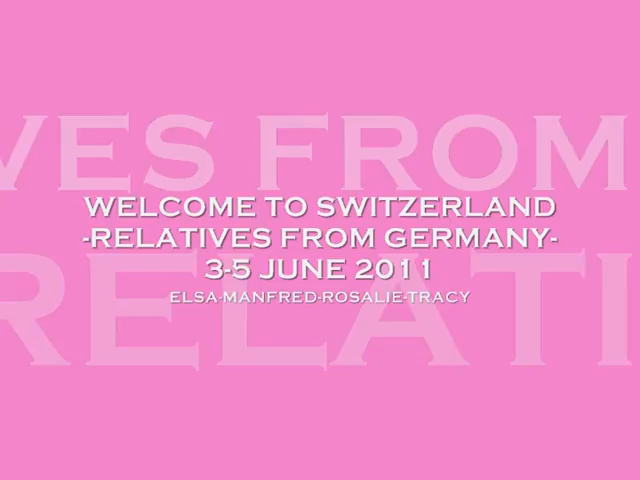 VES FROM
WELCOME TO SWITZERLAND
-RELATIVES FROM GERMANY-
3-5 JUNE 2011
ELSA-MANFRED-ROSALIE-TRACY
RELATI